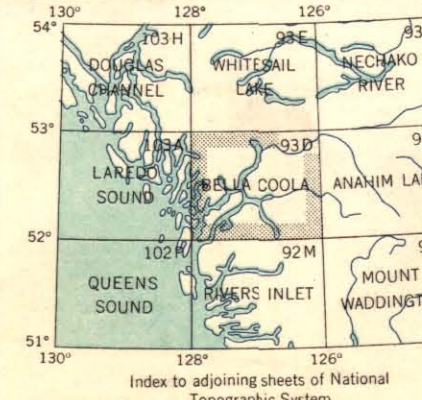 130° 128° 126°
54°
103H 93E 93
DOUGLAS CHANNEL
WHITESAIL LAKE
NECHAKO RIVER
53°
103A 93D 9
LAREDO SOUND
BELLA COOLA
ANAHIM LA
52°
102 92M
QUEENS SOUND
RIVERS INLET
MOUNT WADDINGT
51°
130° 128° 126°
Index to adjoining sheets of National
Topographic System